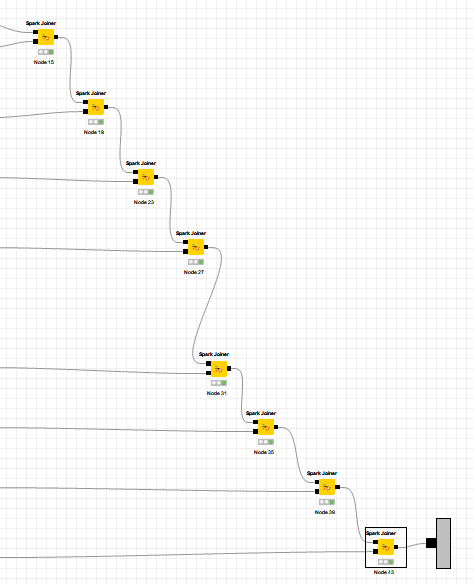 Spark Joiner
Node 15
Spark Joiner
Node 19
Spark Joiner
Node 23
Spark Joiner
Node 27
Spark Joiner
Node 31
Spark Joiner
Node 35
Spark Joiner
Node 39
Spark Joiner
Node 43